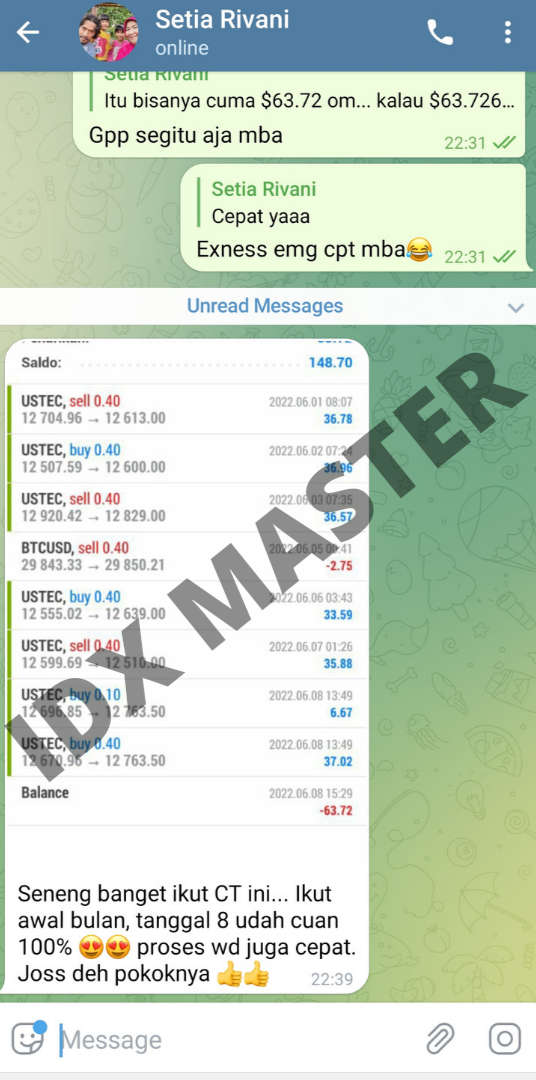 Setia Rivani
online
Setia Rivani
Itu bisanya cuma $63.72 om... kalau $63.726...
Gpp segitu aja mba
22:31
Setia Rivani
Cepat yaaa
Exness emg cpt mba😂
22:31
Unread Messages
Saldo: 148.70
USTEC, sell 0.40 2022.06.01 08:07
12 704.96 → 12 613.00 36.78
USTEC, buy 0.40 2022.06.02 07:24
12 507.59 → 12 600.00 36.96
USTEC, sell 0.40 2022.06.03 07:35
12 920.42 → 12 829.00 36.57
BTCUSD, sell 0.40 2022.06.05 00:41
29 843.33 → 29 850.21 -2.75
USTEC, buy 0.40 2022.06.06 03:43
12 555.02 → 12 639.00 33.59
USTEC, sell 0.40 2022.06.07 01:26
12 599.69 → 12 510.00 35.88
USTEC, buy 0.10 2022.06.08 13:49
12 696.85 → 12 763.50 6.67
USTEC, buy 0.40 2022.06.08 13:49
12 670.96 → 12 763.50 37.02
Balance 2022.06.08 15:29
-63.72
IDX MASTER
Seneng banget ikut CT ini... Ikut
awal bulan, tanggal 8 udah cuan
100% 😍😍 proses wd juga cepat.
Joss deh pokoknya 👍👍 22:39
Message